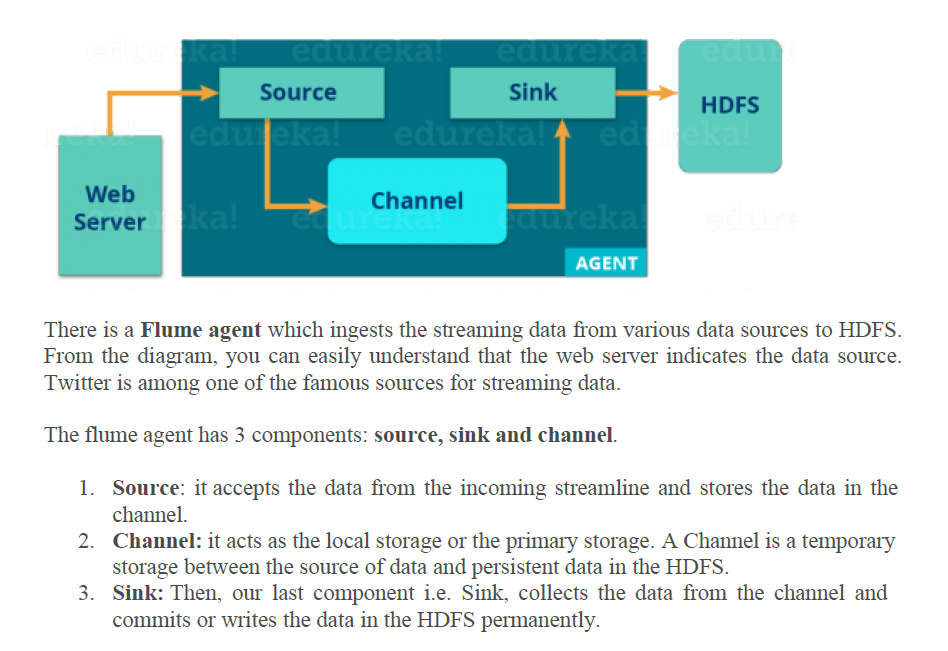 Source
Sink
HDFS
Web
Server
Channel
AGENT
edureka!
edureka!
edureka!
edureka!
edureka!
There is a Flume agent which ingests the streaming data from various data sources to HDFS.
From the diagram, you can easily understand that the web server indicates the data source.
Twitter is among one of the famous sources for streaming data.
The flume agent has 3 components: source, sink and channel.
1. Source: it accepts the data from the incoming streamline and stores the data in the
channel.
2. Channel: it acts as the local storage or the primary storage. A Channel is a temporary
storage between the source of data and persistent data in the HDFS.
3. Sink: Then, our last component i.e. Sink, collects the data from the channel and
commits or writes the data in the HDFS permanently.